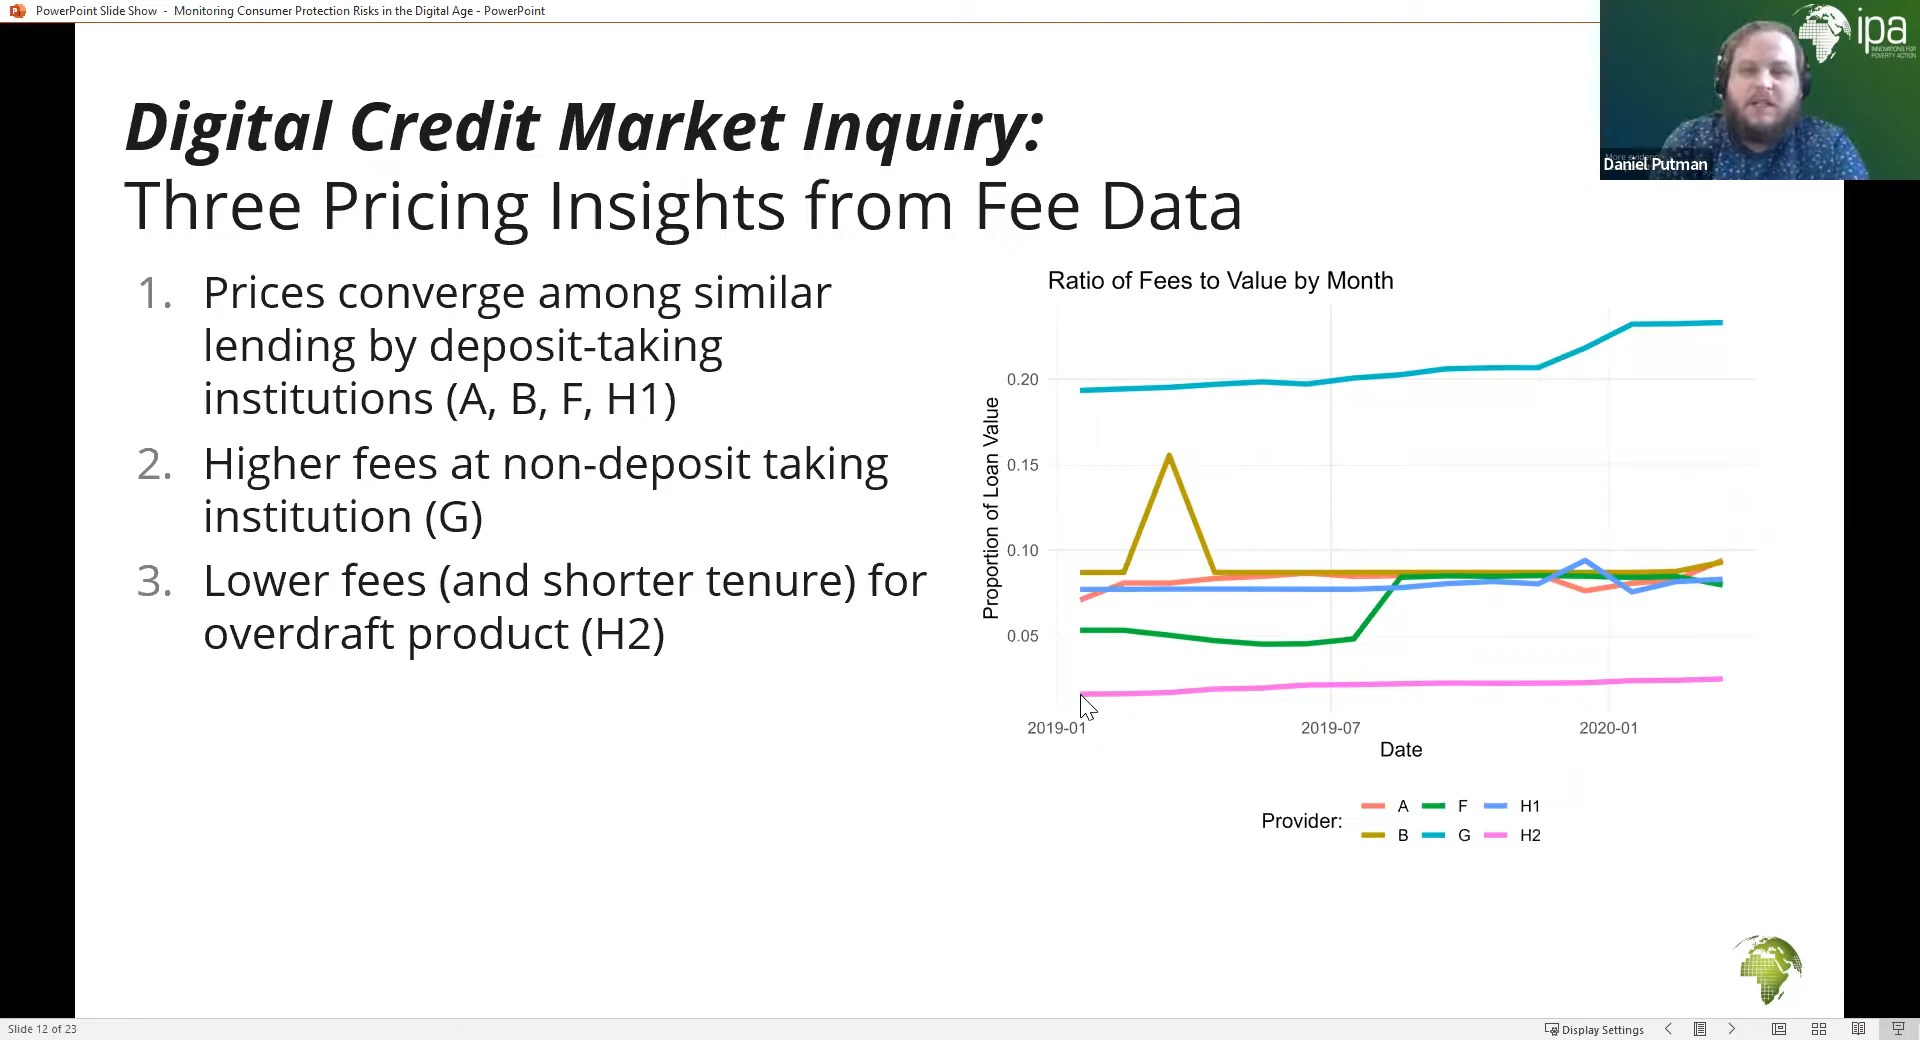 PowerPoint Slide Show - Monitoring Consumer Protection Risks in the Digital Age - PowerPoint
ipa
INNOVATIONS FOR
POVERTY ACTION
Daniel Putman
Digital Credit Market Inquiry:
Three Pricing Insights from Fee Data
1. Prices converge among similar
lending by deposit-taking
institutions (A, B, F, H1)
2. Higher fees at non-deposit taking
institution (G)
3. Lower fees (and shorter tenure) for
overdraft product (H2)
Ratio of Fees to Value by Month
Proportion of Loan Value
0.20
0.15
0.10
0.05
2019-01 2019-07 2020-01
Date
Provider:
A F H1
B G H2
Slide 12 of 23
Display Settings